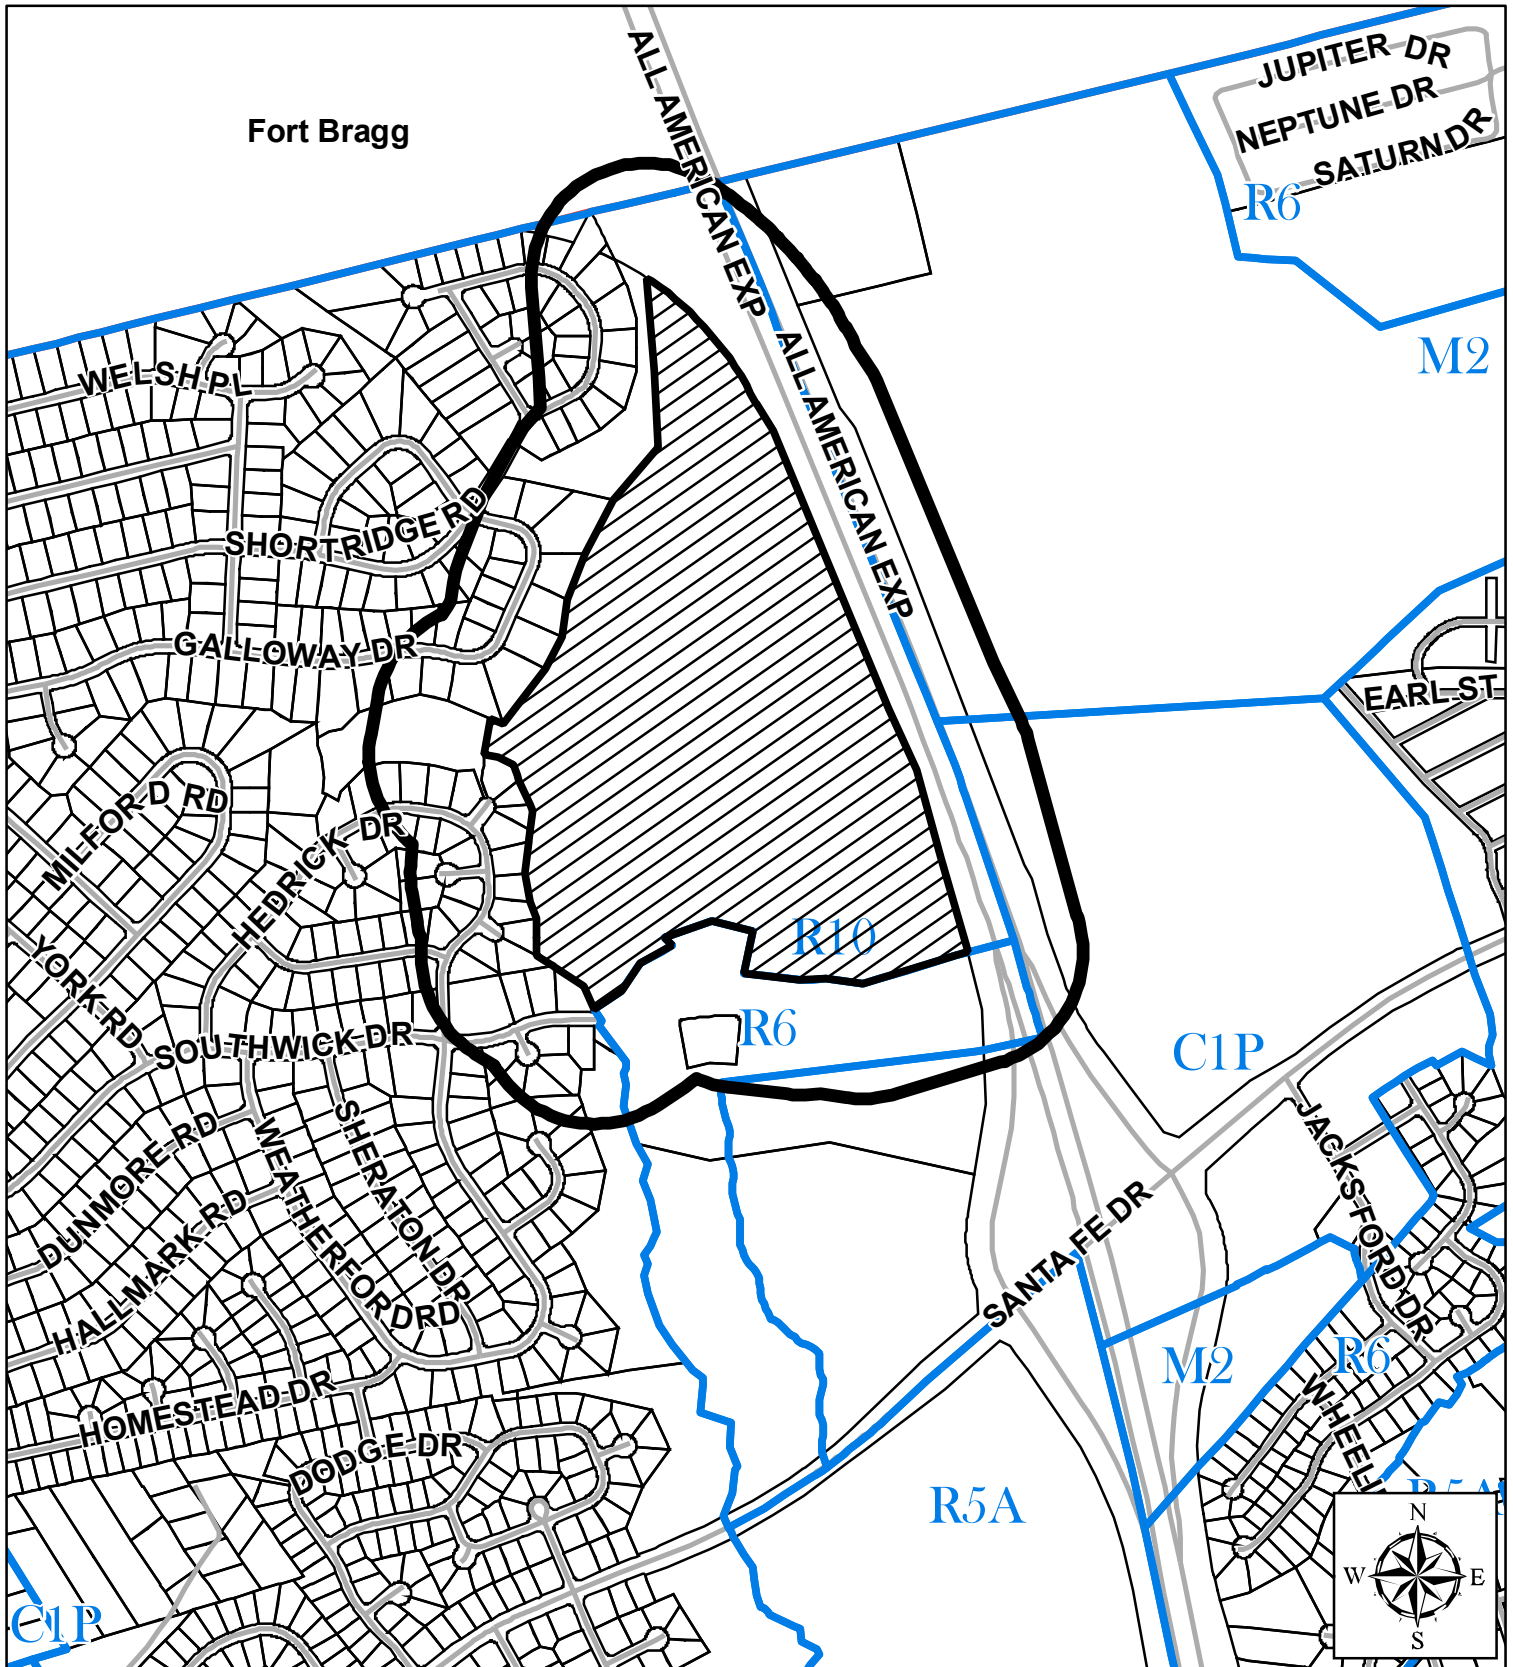 JUPITER DR
NEPTUNE DR
SATURN DR
R6
Fort Bragg
ALL AMERICAN EXP
ALL AMERICAN EXP
M2
WELSH PL
SHORTRIDGE RD
GALLOWAY DR
EARL ST
MILFORD RD
HEDRICK DR
YORK RD
R10
R6
SOUTHWICK DR
C1P
DUNMORE RD
WEATHERFORD RD
SHERATON DR
JACKSFORD DR
HALLMARK RD
SANTA FE DR
M2
R6
HOMESTEAD DR
DODGE DR
R5A
C1P
N
W
E
S